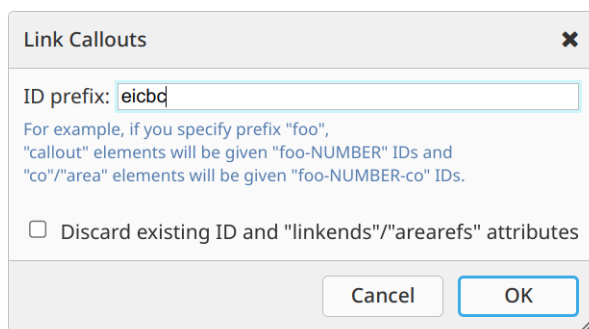 Link Callouts
ID prefix: eicbc
For example, if you specify prefix "foo",
"callout" elements will be given "foo-NUMBER" IDs and
"co"/"area" elements will be given "foo-NUMBER-co" IDs.
Discard existing ID and "linkends"/"arearefs" attributes
Cancel OK